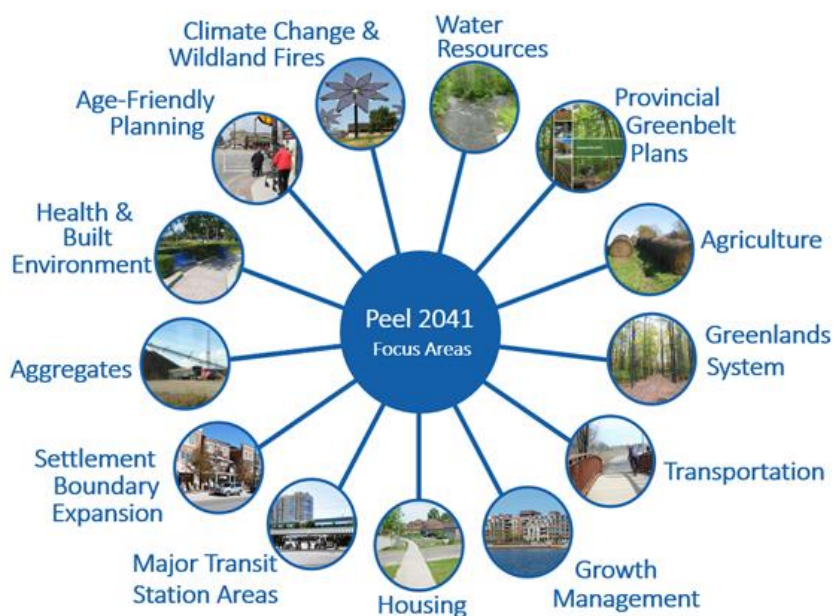 Climate Change &
Wildland Fires
Water
Resources
Age-Friendly
Planning
Provincial
Greenbelt
Plans
Health &
Built
Environment
Agriculture
Peel 2041
Focus Areas
Aggregates
Greenlands
System
Settlement
Boundary
Expansion
Transportation
Major Transit
Station Areas
Housing
Growth
Management